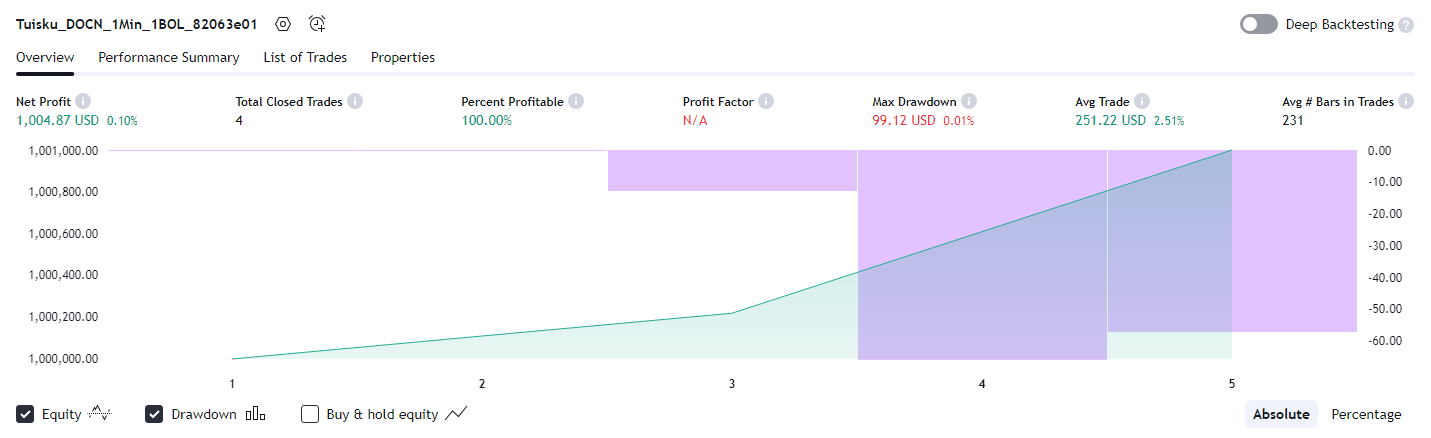 Tuisku_DOCN_1Min_1BOL_82063e01 Deep Backtesting ?
Overview Performance Summary List of Trades Properties
Net Profit i Total Closed Trades i Percent Profitable i Profit Factor i Max Drawdown i Avg Trade i Avg # Bars in Trades i
1,004.87 USD 0.10% 4 100.00% N/A 99.12 USD 0.01% 251.22 USD 2.51% 231
1,001,000.00 0.00
-10.00
1,000,800.00
-20.00
1,000,600.00
-30.00
1,000,400.00
-40.00
-50.00
1,000,200.00
-60.00
1,000,000.00
1 2 3 4 5
Equity Drawdown Buy & hold equity Absolute Percentage